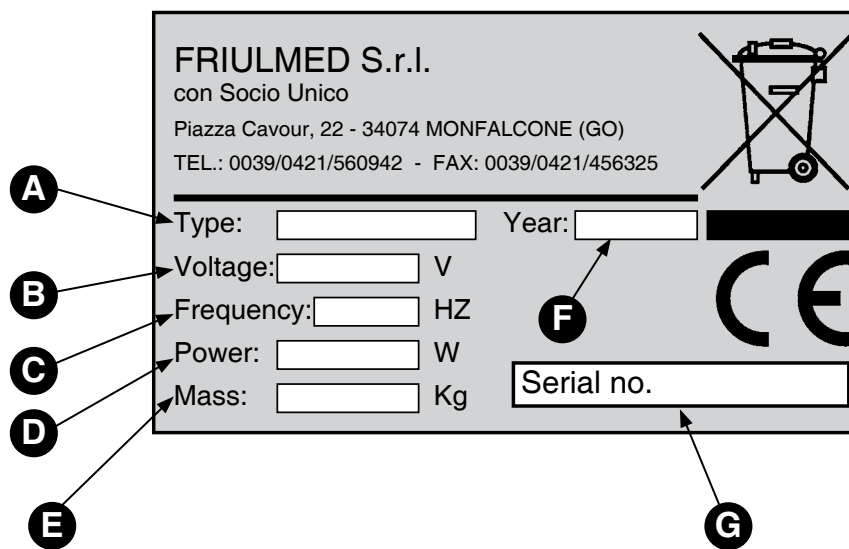 FRIULMED S.r.l.
con Socio Unico
Piazza Cavour, 22 - 34074 MONFALCONE (GO)
TEL.: 0039/0421/560942 - FAX: 0039/0421/456325
A
Type: Year:
B
Voltage: V
F
C
Frequency: HZ
CE
D
Power: W
Serial no.
E
Mass: Kg
G